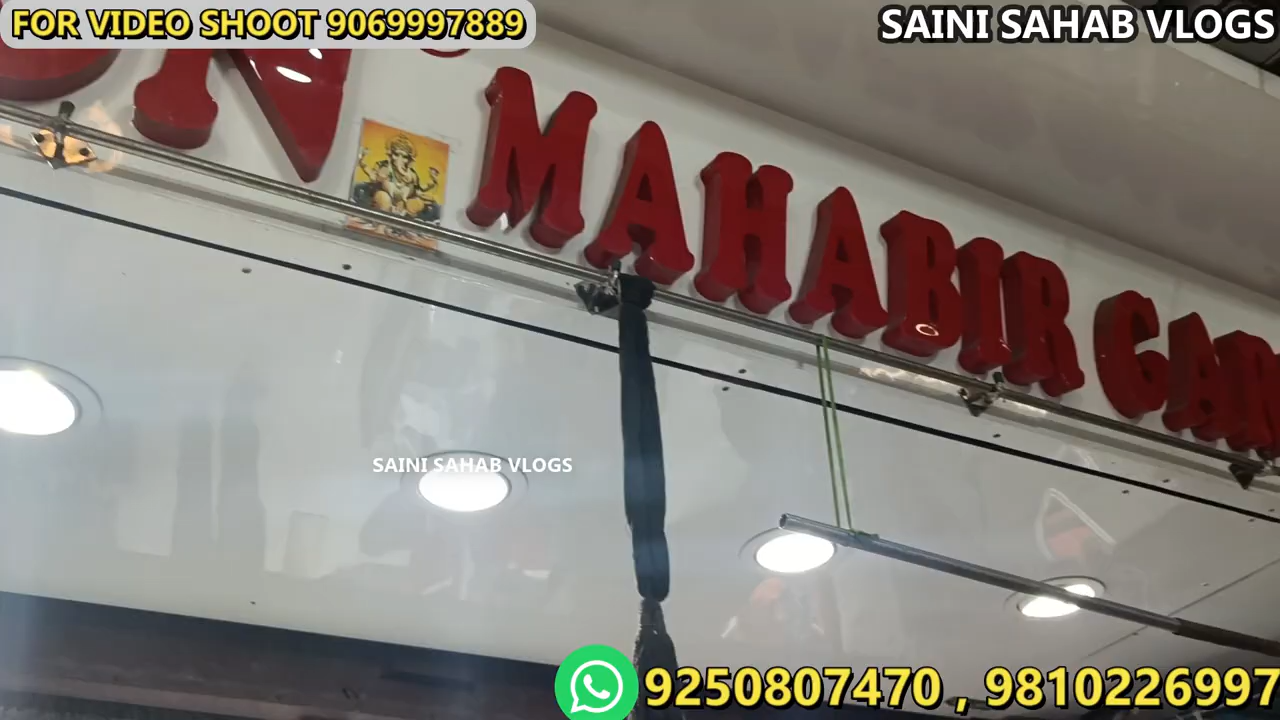 FOR VIDEO SHOOT 9069997889
SAINI SAHAB VLOGS
MAHABIR
SAINI SAHAB VLOGS
9250807470 , 9810226997